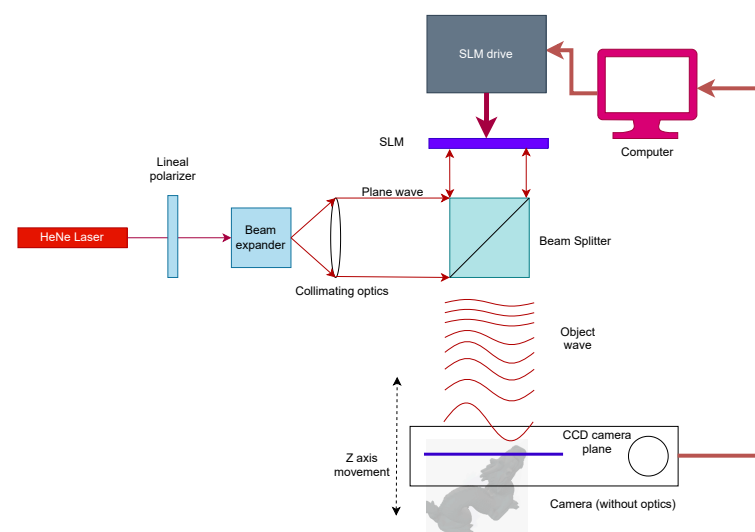 SLM drive
SLM
Computer
Lineal
polarizer
Plane wave
HeNe Laser
Beam
expander
Beam Splitter
Collimating optics
Object
wave
CCD camera
plane
Z axis
movement
Camera (without optics)